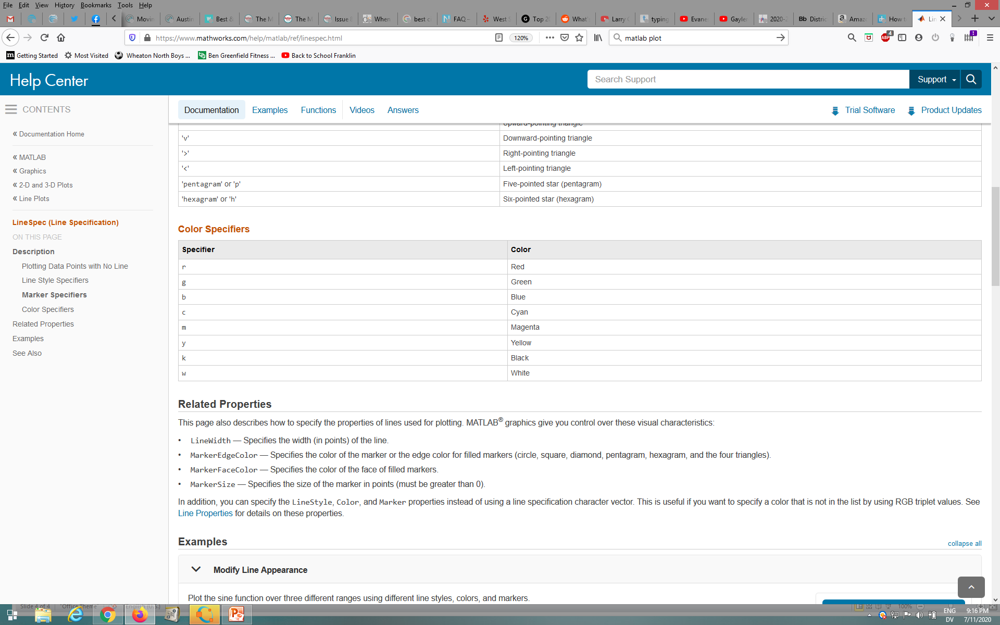 File Edit View History Bookmarks Tools Help
Movin Austin Best & The M The M Issue 8 When best c FAQ – West S Top 20 What' Larry typing Evane Gayler 2020-2 Bb Distric Amaz How t Lin
https://www.mathworks.com/help/matlab/ref/linespec.html 120% matlab plot ABP 4
Getting Started Most Visited Wheaton North Boys ... Ben Greenfield Fitness ... Back to School Franklin
Help Center Search Support Support
CONTENTS Documentation Examples Functions Videos Answers Trial Software Product Updates
« Documentation Home
« MATLAB
« Graphics
« 2-D and 3-D Plots
« Line Plots
LineSpec (Line Specification)
ON THIS PAGE
Description
Plotting Data Points with No Line
Line Style Specifiers
Marker Specifiers
Color Specifiers
Related Properties
Examples
See Also
Upward-pointing triangle
'v' Downward-pointing triangle
'>' Right-pointing triangle
'<' Left-pointing triangle
'pentagram' or 'p' Five-pointed star (pentagram)
'hexagram' or 'h' Six-pointed star (hexagram)
Color Specifiers
Specifier Color
r Red
g Green
b Blue
c Cyan
m Magenta
y Yellow
k Black
w White
Related Properties
This page also describes how to specify the properties of lines used for plotting. MATLAB® graphics give you control over these visual characteristics:
• LineWidth — Specifies the width (in points) of the line.
• MarkerEdgeColor — Specifies the color of the marker or the edge color for filled markers (circle, square, diamond, pentagram, hexagram, and the four triangles).
• MarkerFaceColor — Specifies the color of the face of filled markers.
• MarkerSize — Specifies the size of the marker in points (must be greater than 0).
In addition, you can specify the LineStyle, Color, and Marker properties instead of using a line specification character vector. This is useful if you want to specify a color that is not in the list by using RGB triplet values. See
Line Properties for details on these properties.
Examples collapse all
Modify Line Appearance
Plot the sine function over three different ranges using different line styles, colors, and markers.
Slide 4 of 4 "Office Theme" English (U.S.) 100%
ENG 9:16 PM
DV 7/11/2020